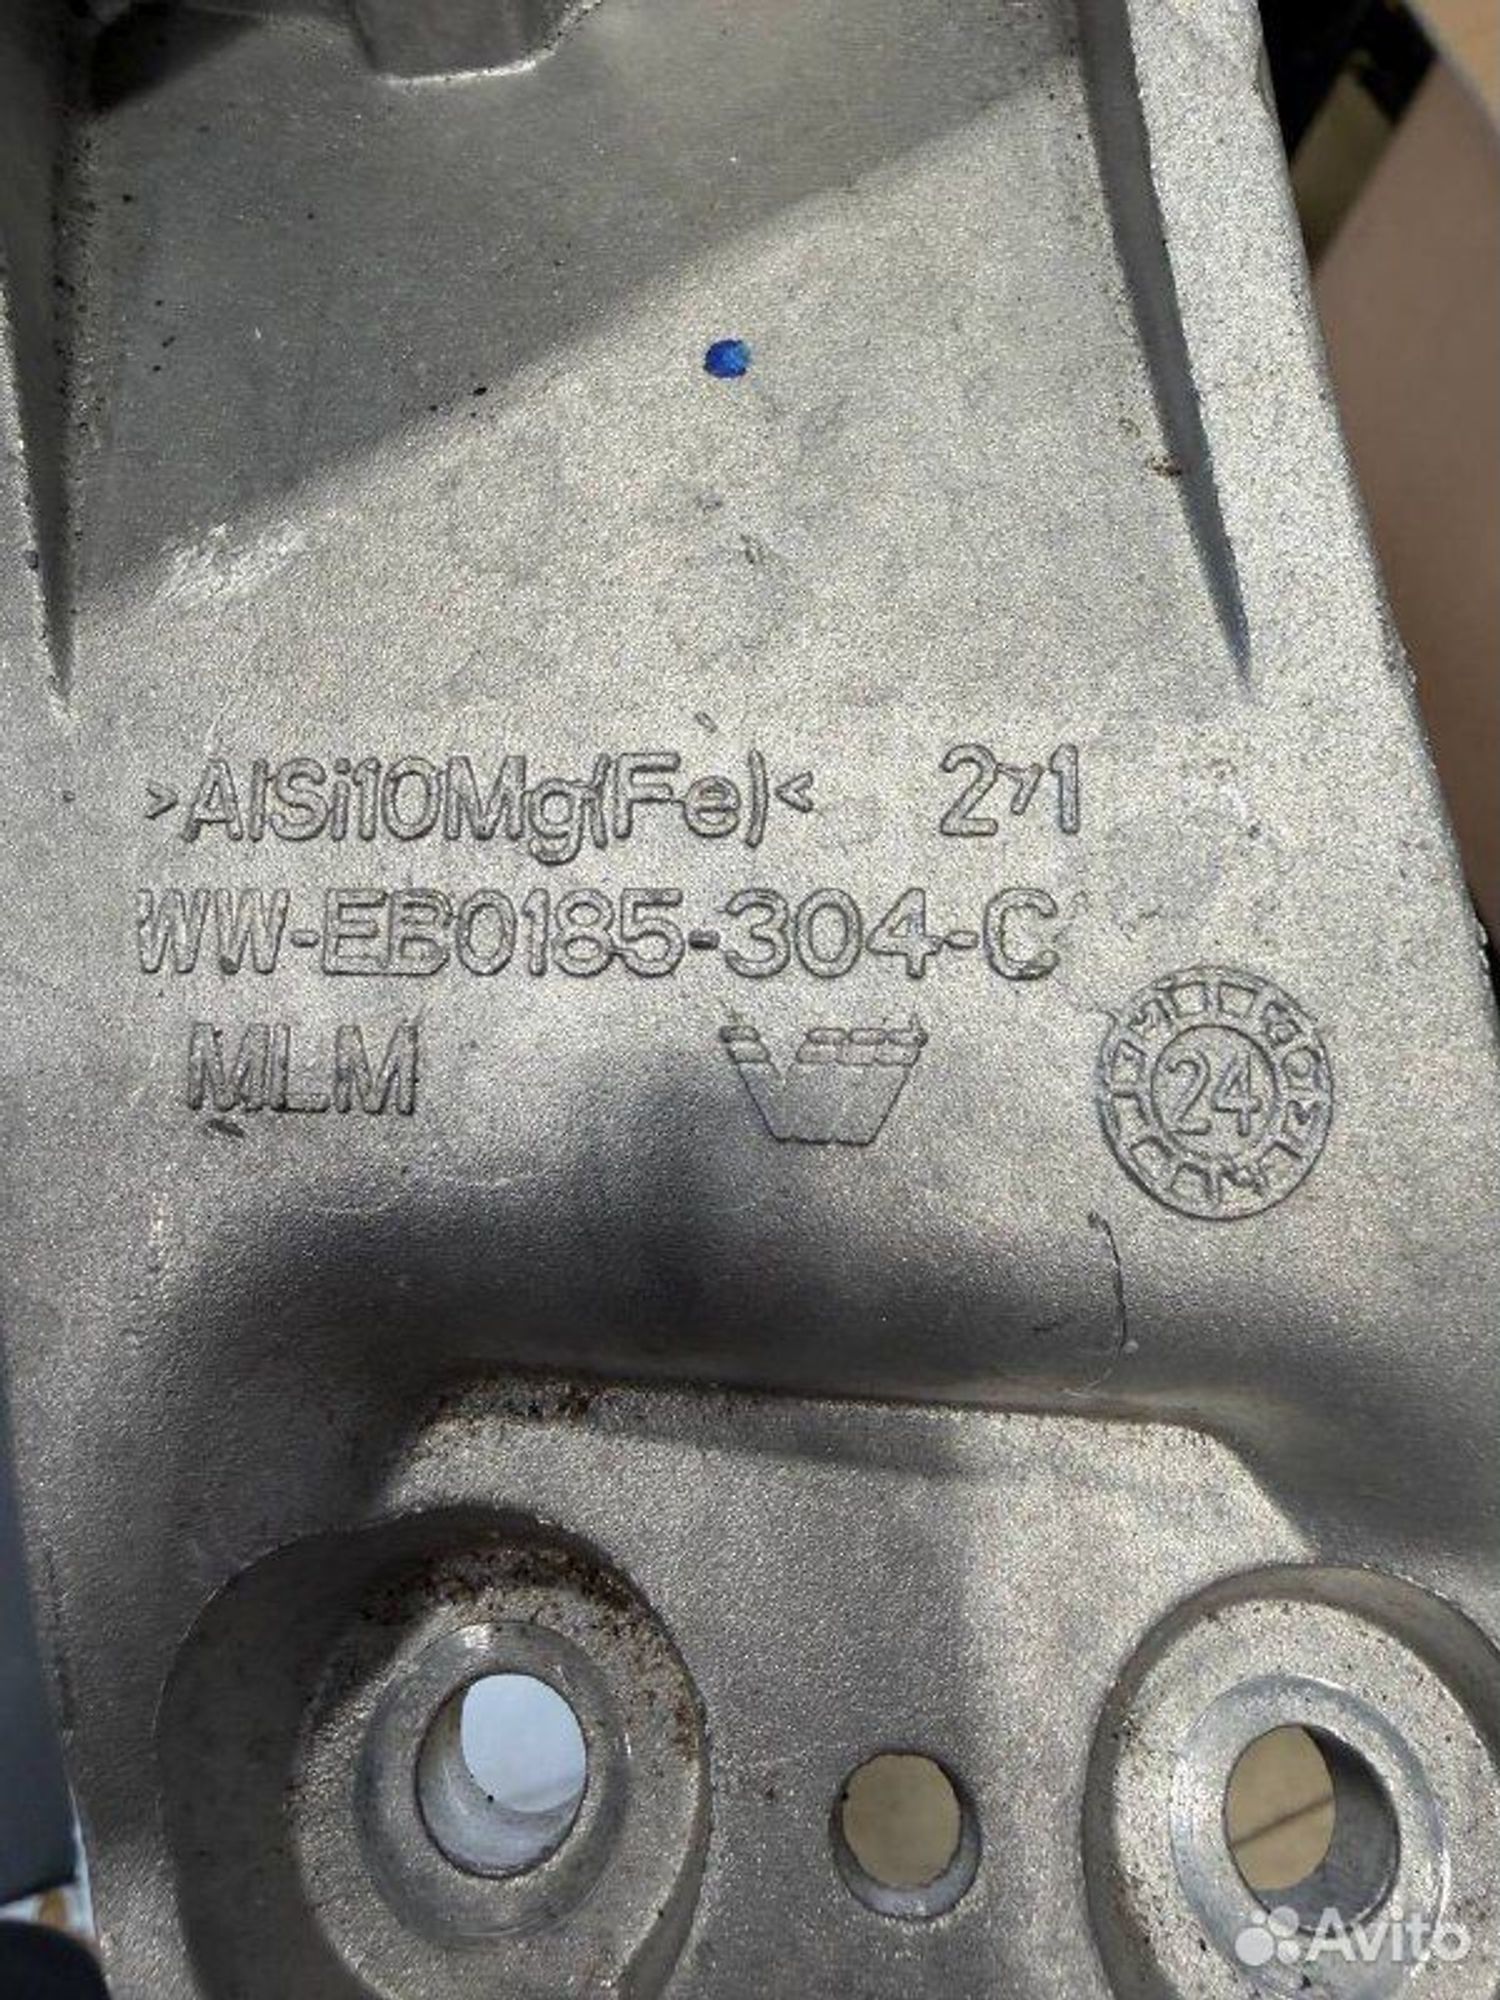 >AlSi10Mg(Fe)< 2/1
WW-EB0185-304-C
MLM
24
Avito